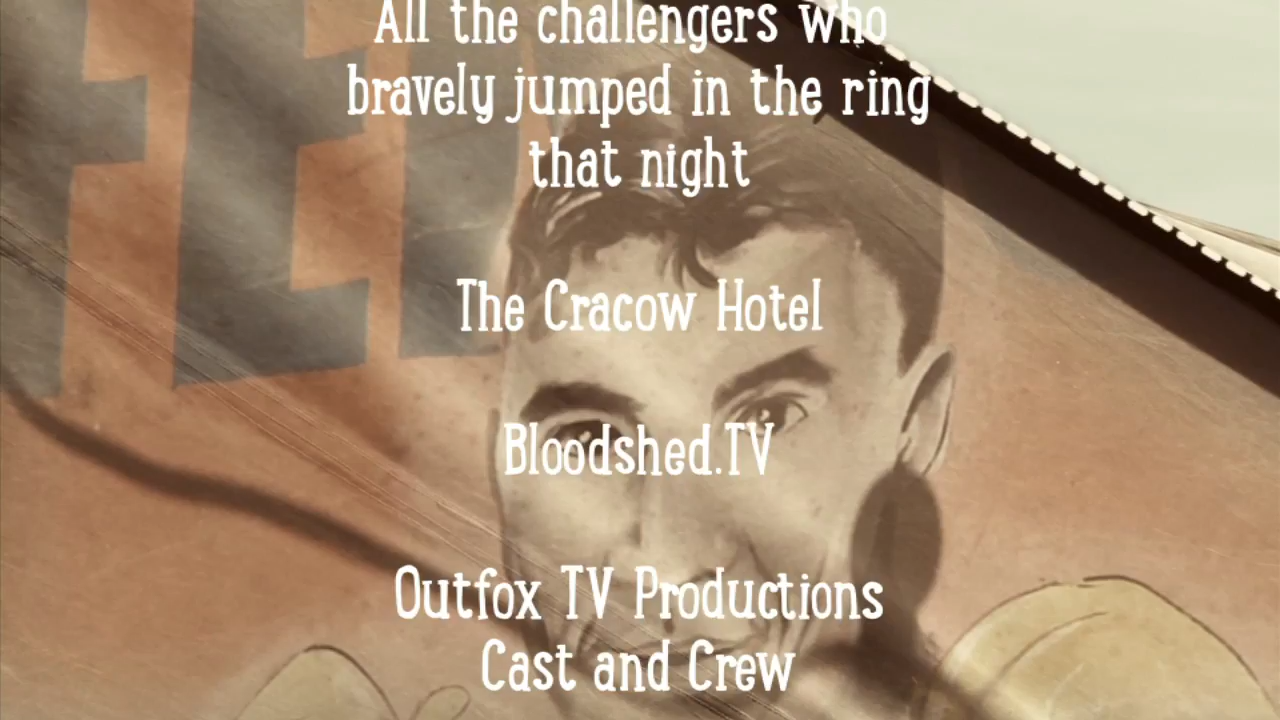 All the challengers who
bravely jumped in the ring
that night
The Cracow Hotel
Bloodshed.TV
Outfox TV Productions
Cast and Crew